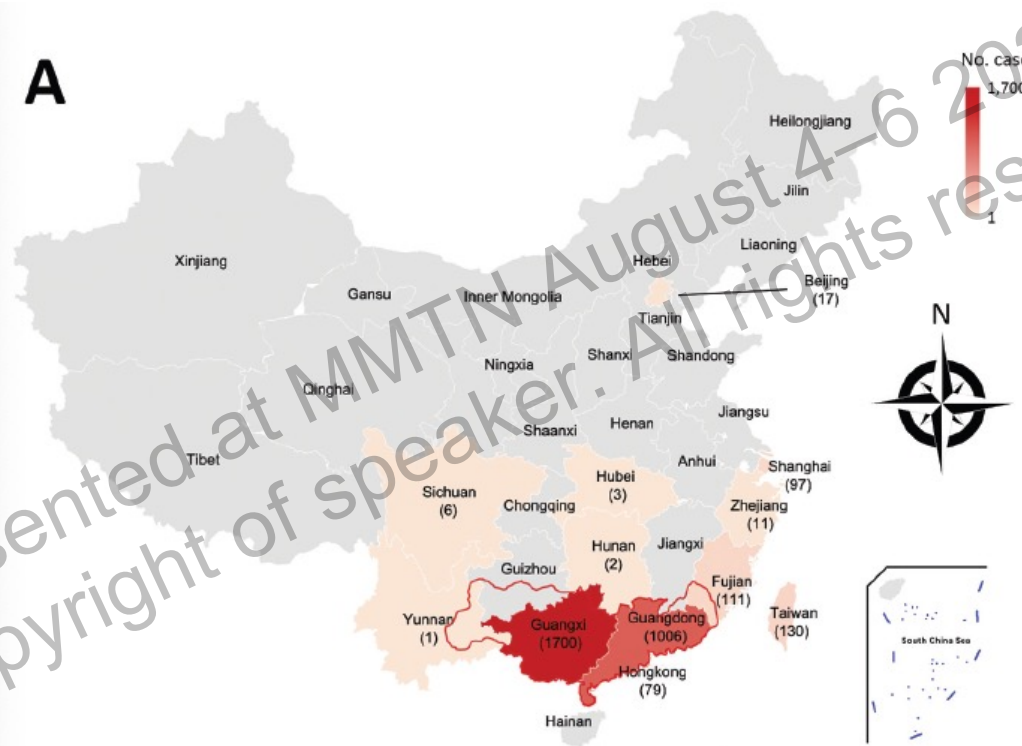 A
No. case
1,700
1
Heilongjiang
Jilin
Liaoning
Hebei
Beijing
(17)
Tianjin
Xinjiang
Gansu
Inner Mongolia
Ningxia
Shanxi
Shandong
Qinghai
Shaanxi
Henan
Jiangsu
Tibet
Anhui
Shanghai
(97)
Sichuan
(6)
Chongqing
Hubei
(3)
Zhejiang
(11)
Hunan
(2)
Jiangxi
Guizhou
Fujian
(111)
Yunnan
(1)
Guangxi
(1700)
Guangdong
(1006)
Taiwan
(130)
Hongkong
(79)
Hainan
N
South China Sea
sented at MMTN August 4–6 202
pyright of speaker. All rights res